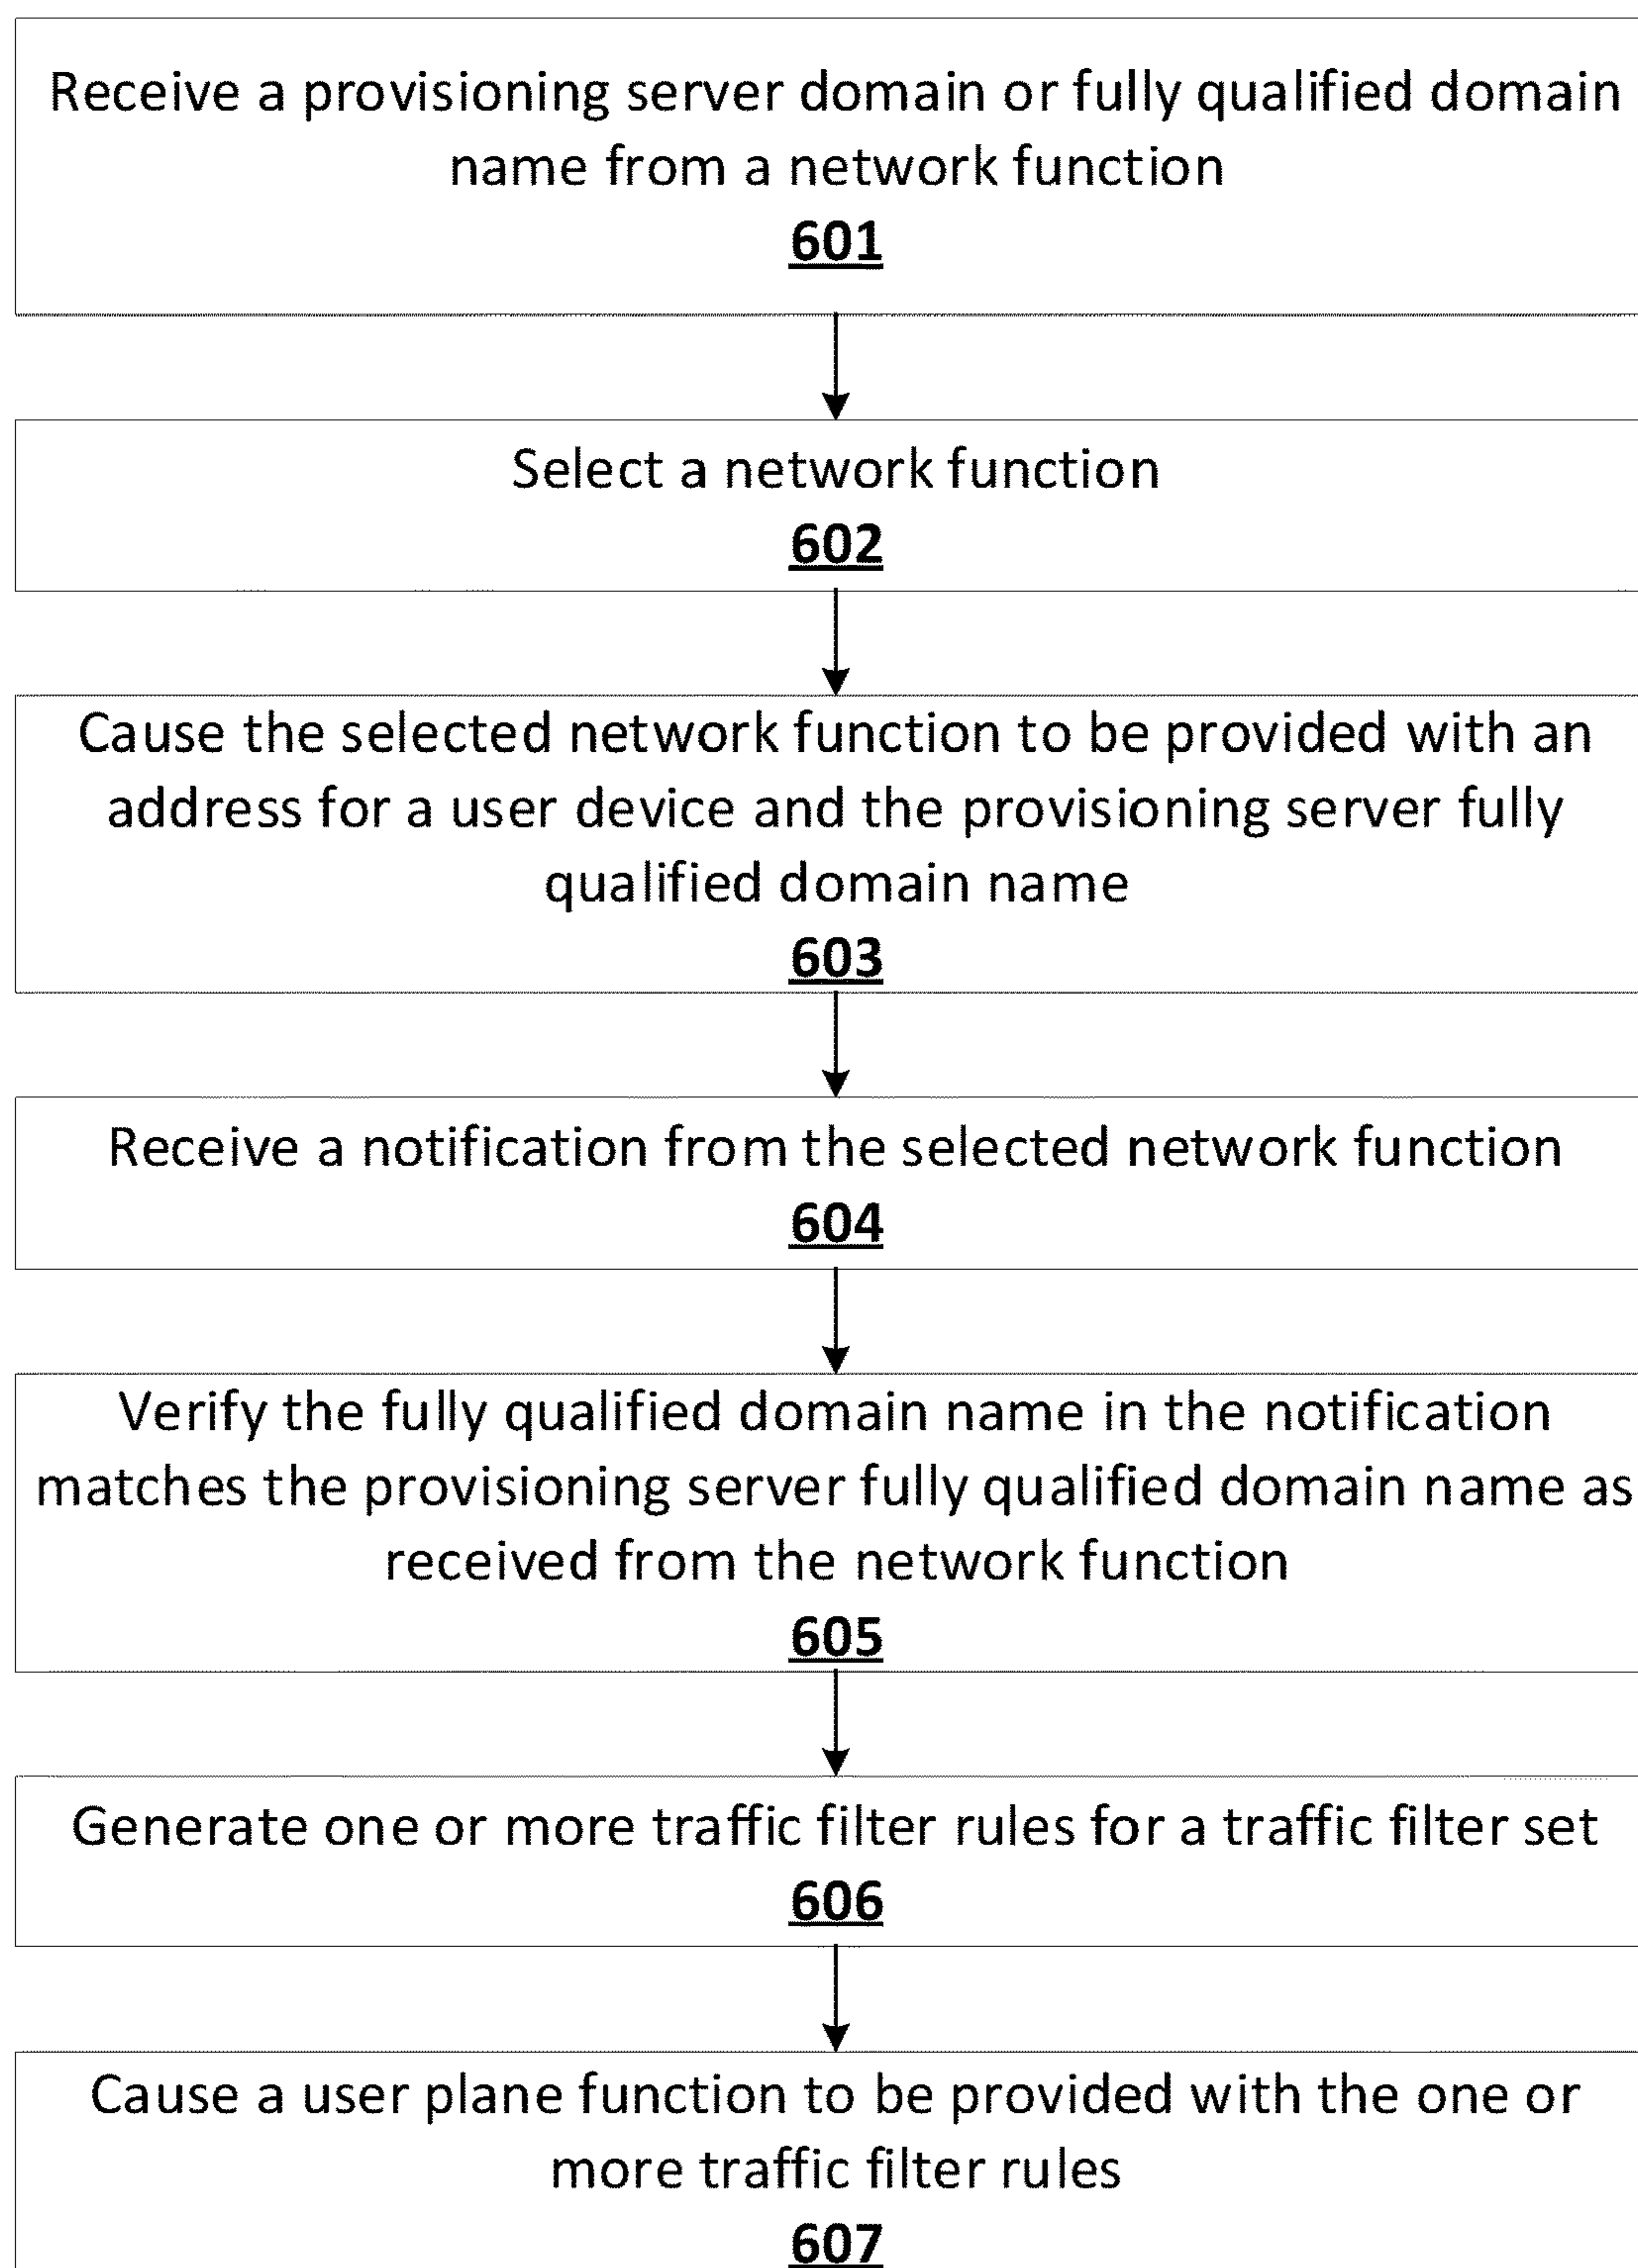 Receive a provisioning server domain or fully qualified domain
name from a network function
601
Select a network function
602
Cause the selected network function to be provided with an
address for a user device and the provisioning server fully
qualified domain name
603
Receive a notification from the selected network function
604
Verify the fully qualified domain name in the notification
matches the provisioning server fully qualified domain name as
received from the network function
605
Generate one or more traffic filter rules for a traffic filter set
606
Cause a user plane function to be provided with the one or
more traffic filter rules
607